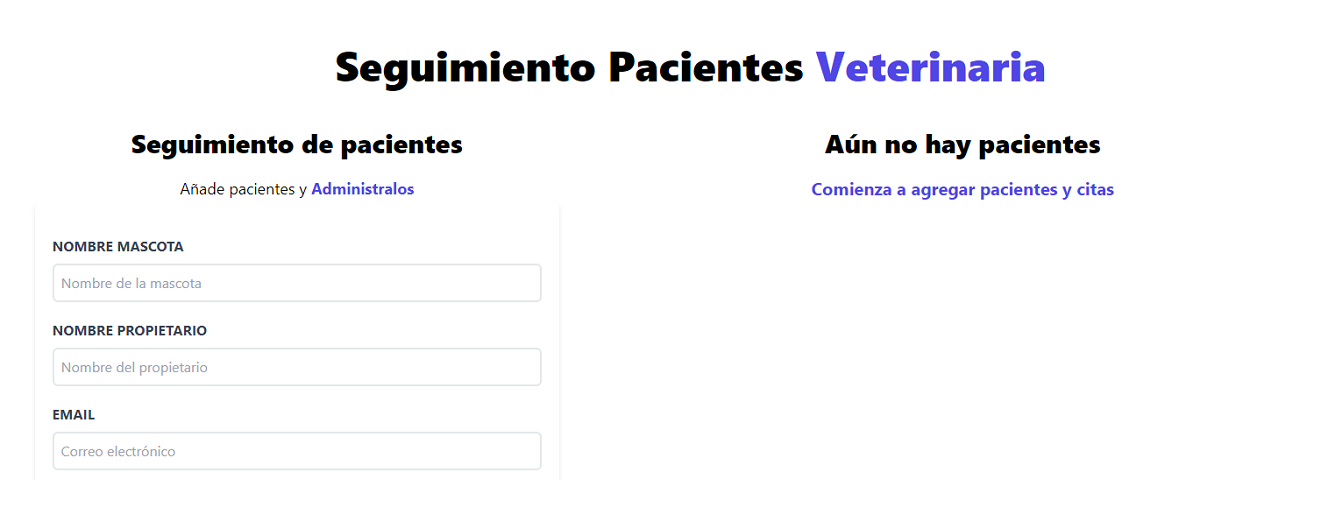 Seguimiento Pacientes Veterinaria
Seguimiento de pacientes
Añade pacientes y Administralos
NOMBRE MASCOTA
Nombre de la mascota
NOMBRE PROPIETARIO
Nombre del propietario
EMAIL
Correo electrónico
Aún no hay pacientes
Comienza a agregar pacientes y citas